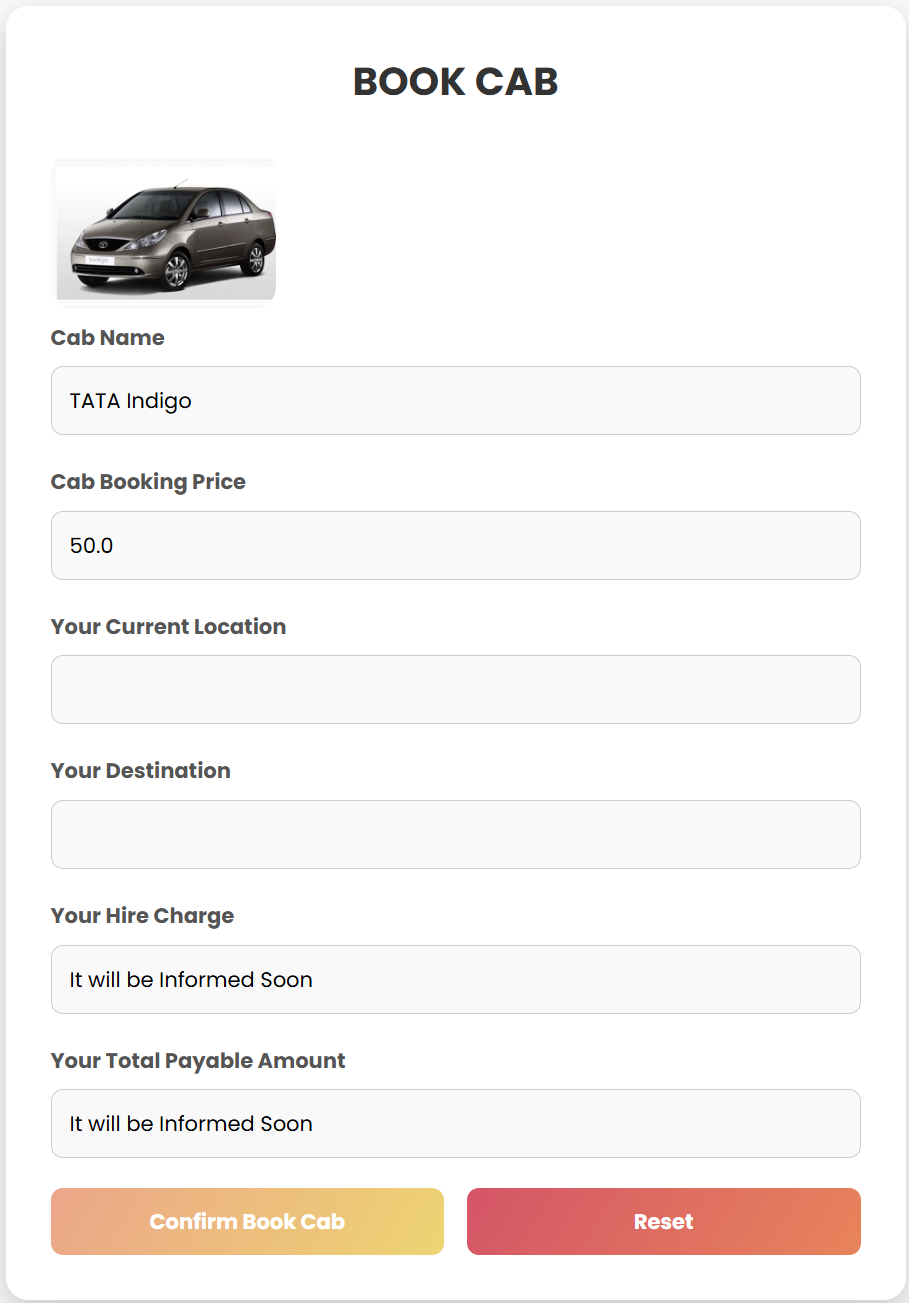 BOOK CAB
Cab Name
TATA Indigo
Cab Booking Price
50.0
Your Current Location
Your Destination
Your Hire Charge
It will be Informed Soon
Your Total Payable Amount
It will be Informed Soon
Confirm Book Cab
Reset